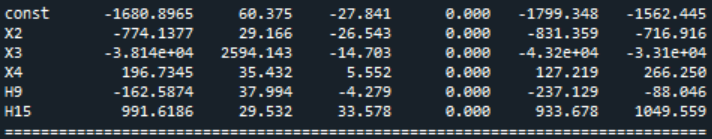 const -1680.8965 60.375 -27.841 0.000 -1799.348 -1562.445
X2 -774.1377 29.166 -26.543 0.000 -831.359 -716.916
X3 -3.814e+04 2594.143 -14.703 0.000 -4.32e+04 -3.31e+04
X4 196.7345 35.432 5.552 0.000 127.219 266.250
H9 -162.5874 37.994 -4.279 0.000 -237.129 -88.046
H15 991.6186 29.532 33.578 0.000 933.678 1049.559
==============================================================================